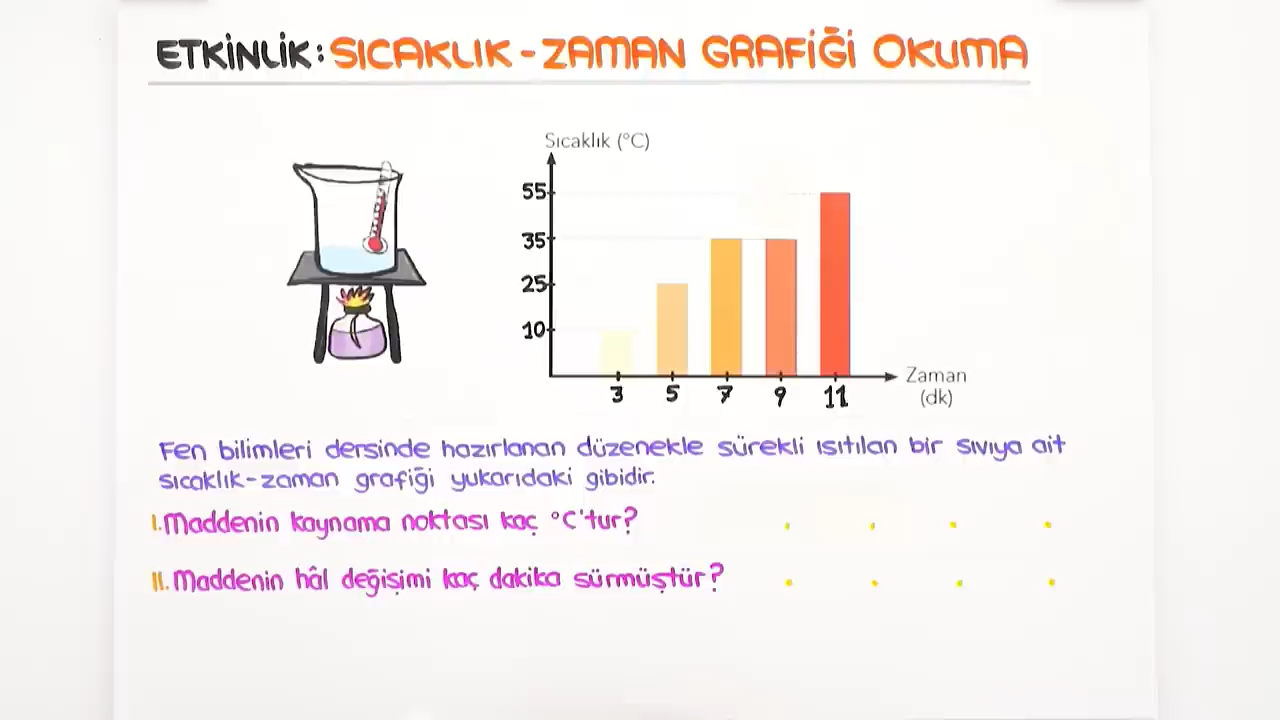 ETKİNLİK: SICAKLIK-ZAMAN GRAFİĞİ OKUMA
Sıcaklık (°C)
55
35
25
10
3 5 7 9 11
Zaman
(dk)
Fen bilimleri dersinde hazırlanan düzenekle sürekli ısıtılan bir sıvıya ait
sıcaklık-zaman grafiği yukarıdaki gibidir.
I. Maddenin kaynama noktası kaç °C'tur?
II. Maddenin hâl değişimi kaç dakika sürmüştür?